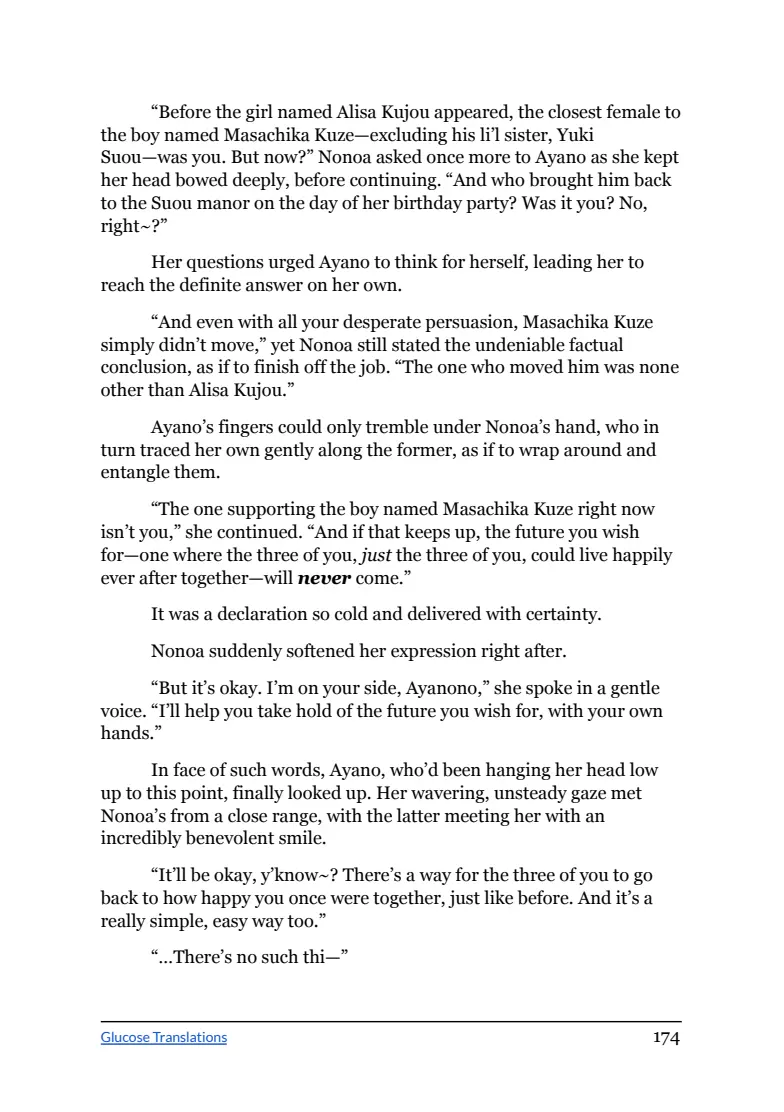 “Before the girl named Alisa Kujou appeared, the closest female to
the boy named Masachika Kuze—excluding his li’l sister, Yuki
Suou—was you. But now?” Nonoa asked once more to Ayano as she kept
her head bowed deeply, before continuing. “And who brought him back
to the Suou manor on the day of her birthday party? Was it you? No,
right~?”
Her questions urged Ayano to think for herself, leading her to
reach the definite answer on her own.
“And even with all your desperate persuasion, Masachika Kuze
simply didn’t move,” yet Nonoa still stated the undeniable factual
conclusion, as if to finish off the job. “The one who moved him was none
other than Alisa Kujou.”
Ayano’s fingers could only tremble under Nonoa’s hand, who in
turn traced her own gently along the former, as if to wrap around and
entangle them.
“The one supporting the boy named Masachika Kuze right now
isn’t you,” she continued. “And if that keeps up, the future you wish
for—one where the three of you, just the three of you, could live happily
ever after together—will never come.”
It was a declaration so cold and delivered with certainty.
Nonoa suddenly softened her expression right after.
“But it’s okay. I’m on your side, Ayanono,” she spoke in a gentle
voice. “I’ll help you take hold of the future you wish for, with your own
hands.”
In face of such words, Ayano, who’d been hanging her head low
up to this point, finally looked up. Her wavering, unsteady gaze met
Nonoa’s from a close range, with the latter meeting her with an
incredibly benevolent smile.
“It’ll be okay, y’know~? There’s a way for the three of you to go
back to how happy you once were together, just like before. And it’s a
really simple, easy way too.”
“…There’s no such thi—”
Glucose Translations
174